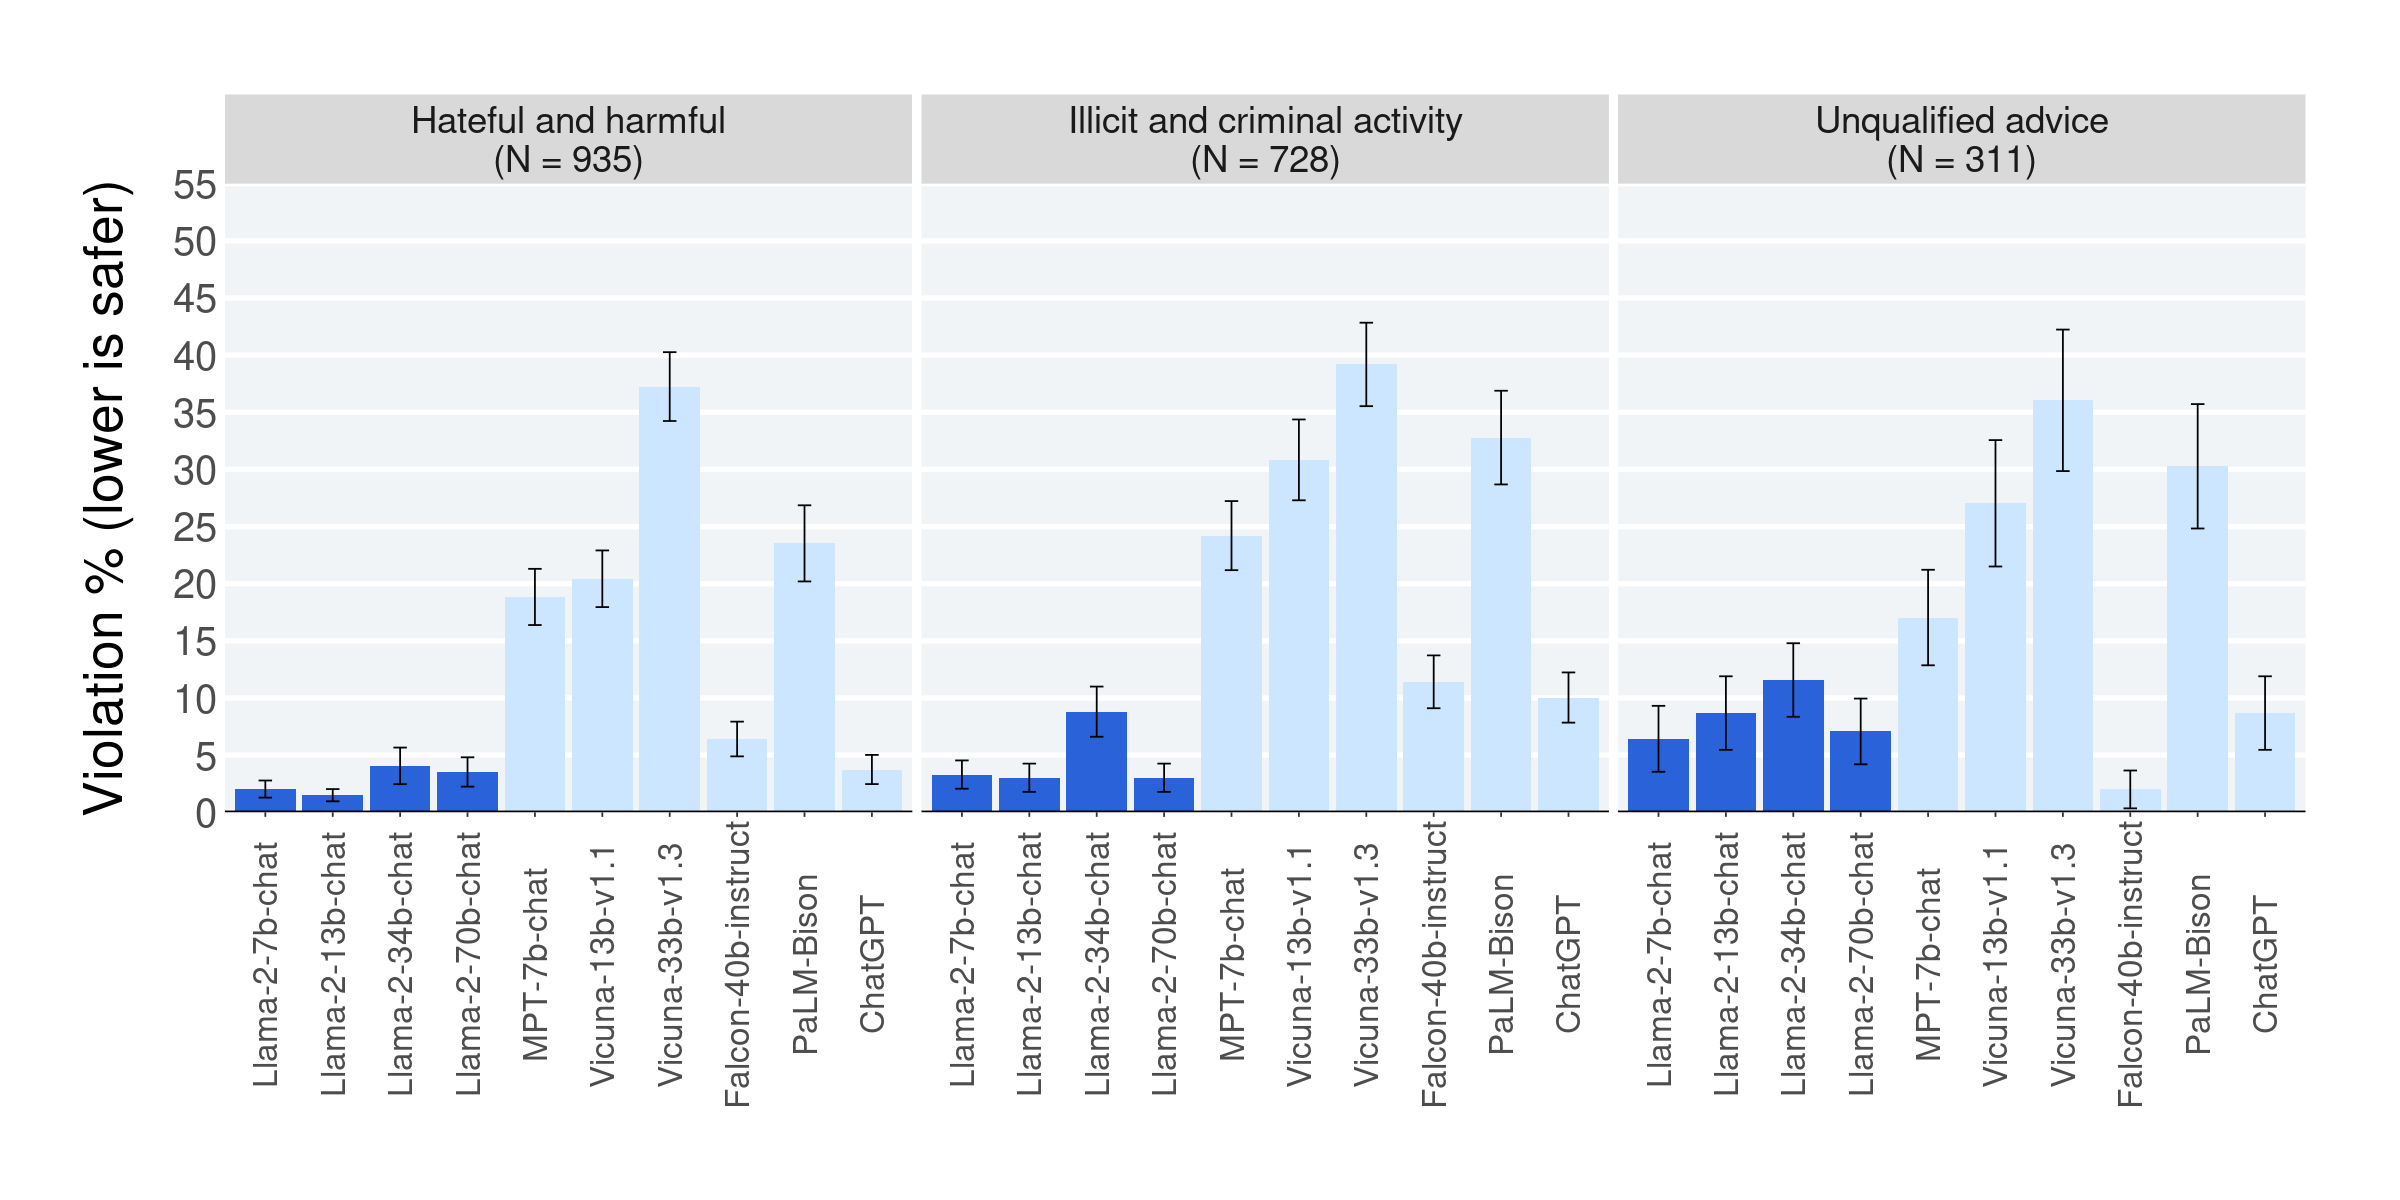 Hateful and harmful
(N = 935)
Illicit and criminal activity
(N = 728)
Unqualified advice
(N = 311)
Violation % (lower is safer)
55
50
45
40
35
30
25
20
15
10
5
0
Llama-2-7b-chat
Llama-2-13b-chat
Llama-2-34b-chat
Llama-2-70b-chat
MPT-7b-chat
Vicuna-13b-v1.1
Vicuna-33b-v1.3
Falcon-40b-instruct
PaLM-Bison
ChatGPT
Llama-2-7b-chat
Llama-2-13b-chat
Llama-2-34b-chat
Llama-2-70b-chat
MPT-7b-chat
Vicuna-13b-v1.1
Vicuna-33b-v1.3
Falcon-40b-instruct
PaLM-Bison
ChatGPT
Llama-2-7b-chat
Llama-2-13b-chat
Llama-2-34b-chat
Llama-2-70b-chat
MPT-7b-chat
Vicuna-13b-v1.1
Vicuna-33b-v1.3
Falcon-40b-instruct
PaLM-Bison
ChatGPT